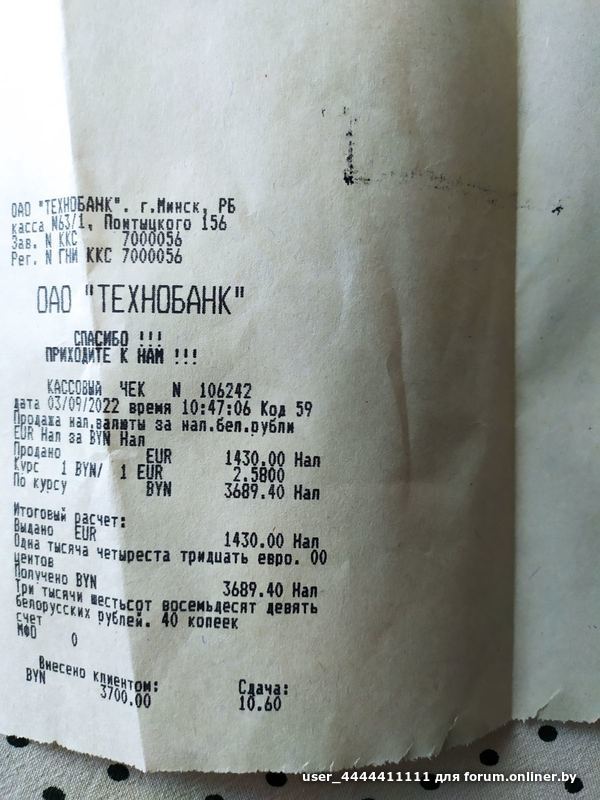 ОАО "ТЕХНОБАНК". г.Минск, РБ
касса N63/1, Понтыцкого 156
Зав. N ККС 7000056
Рег. N ГНИ ККС 7000056
ОАО "ТЕХНОБАНК"
СПАСИБО !!!
ПРИХОДИТЕ К НАМ !!!
КАССОВЫЙ ЧЕК N 106242
дата 03/09/2022 время 10:47:06 Код 59
Продажа нал.валюты за нал.бел.рубли
EUR Нал за BYN Нал
Продано EUR 1430.00 Нал
Курс 1 BYN/ 1 EUR 2.5800
По курсу BYN 3689.40 Нал
Итоговый расчет:
Выдано EUR 1430.00 Нал
Одна тысяча четыреста тридцать евро. 00
центов
Получено BYN 3689.40 Нал
Три тысячи шестьсот восемьдесят девять
белорусских рублей. 40 копеек
счет
МФО 0
Внесено клиентом: Сдача:
BYN 3700.00 10.60
user_4444411111 для forum.onliner.by